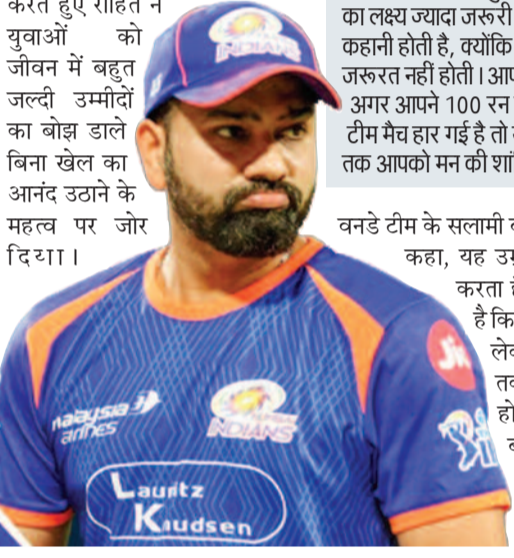 करते हुए रोहित ने
युवाओं को
जीवन में बहुत
जल्दी उम्मीदों
का बोझ डाले
बिना खेल का
आनंद उठाने के
महत्व पर जोर
दिया।
का लक्ष्य ज्यादा जरूरी
कहानी होती है, क्योंकि
जरूरत नहीं होती। आप
अगर आपने 100 रन
टीम मैच हार गई है तो
तक आपको मन की
वनडे टीम के सलामी
कहा, यह
करता
है कि
INDIANS
malaysia
airlines
INDIANS
Jio
Lauritz
Knudsen